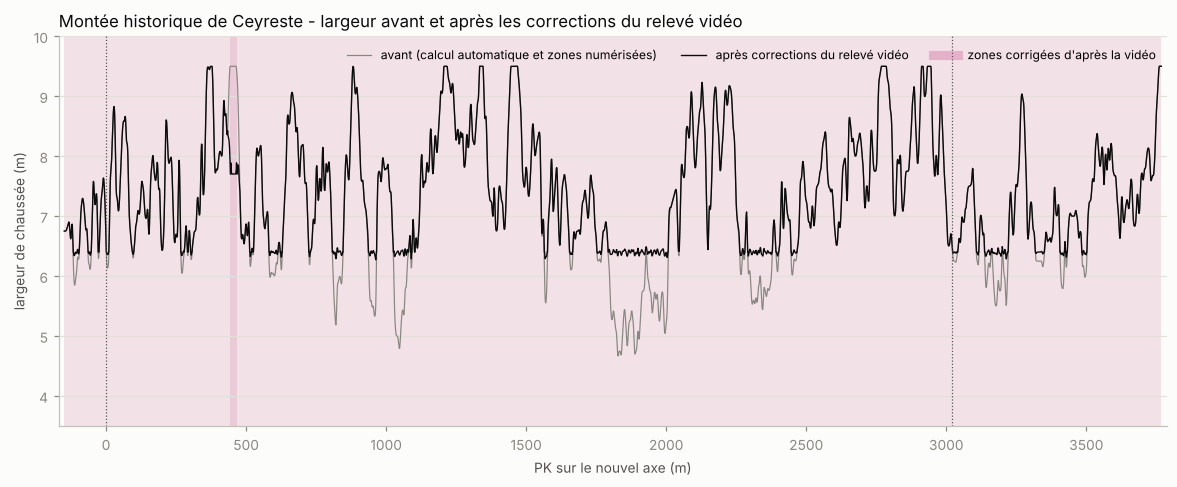 Montée historique de Ceyreste - largeur avant et après les corrections du relevé vidéo
avant (calcul automatique et zones numérisées)
après corrections du relevé vidéo
zones corrigées d'après la vidéo
largeur de chaussée (m)
10
9
8
7
6
5
4
0
500
1000
1500
2000
2500
3000
3500
PK sur le nouvel axe (m)